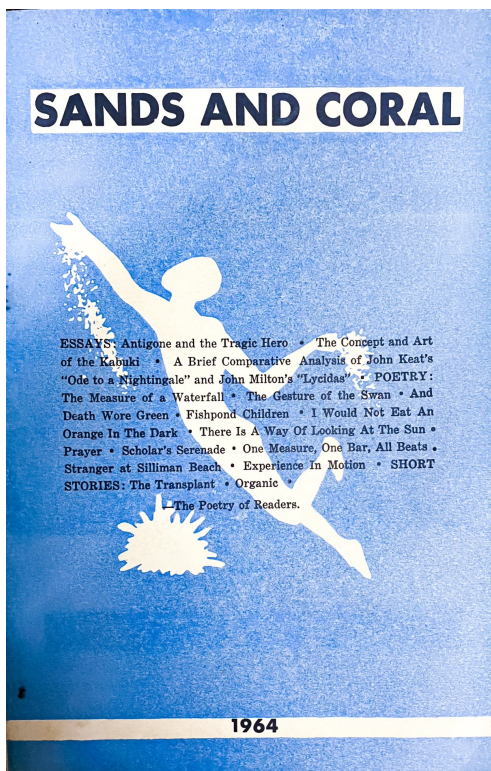 SANDS AND CORAL
ESSAYS: Antigone and the Tragic Hero • The Concept and Art
of the Kabuki • A Brief Comparative Analysis of John Keat's
"Ode to a Nightingale" and John Milton's "Lycidas" • POETRY:
The Measure of a Waterfall • The Gesture of the Swan • And
Death Wore Green • Fishpond Children • I Would Not Eat An
Orange In The Dark • There Is A Way Of Looking At The Sun •
Prayer • Scholar's Serenade • One Measure, One Bar, All Beats •
Stranger at Silliman Beach • Experience In Motion • SHORT
STORIES: The Transplant • Organic •
—The Poetry of Readers.
1964